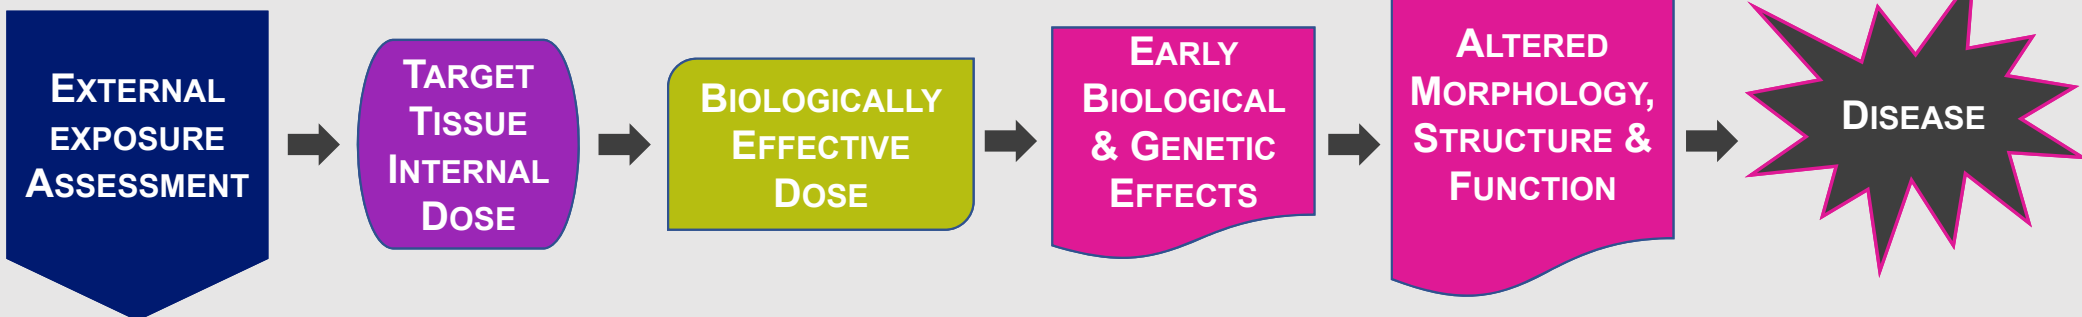 EXTERNAL
EXPOSURE
ASSESSMENT
TARGET
TISSUE
INTERNAL
DOSE
BIOLOGICALLY
EFFECTIVE
DOSE
EARLY
BIOLOGICAL
& GENETIC
EFFECTS
ALTERED
MORPHOLOGY,
STRUCTURE &
FUNCTION
DISEASE